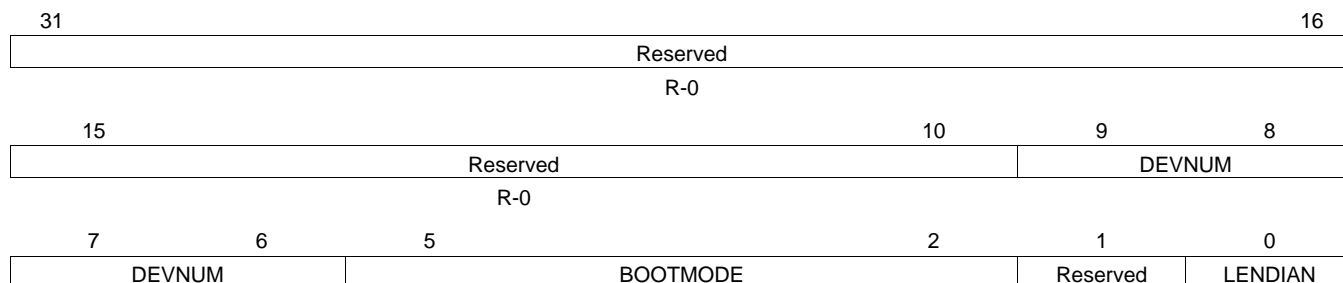 31 16
Reserved
R-0
15 10 9 8
Reserved DEVNUM
R-0
7 6 5 2 1 0
DEVNUM BOOTMODE Reserved LENDIAN